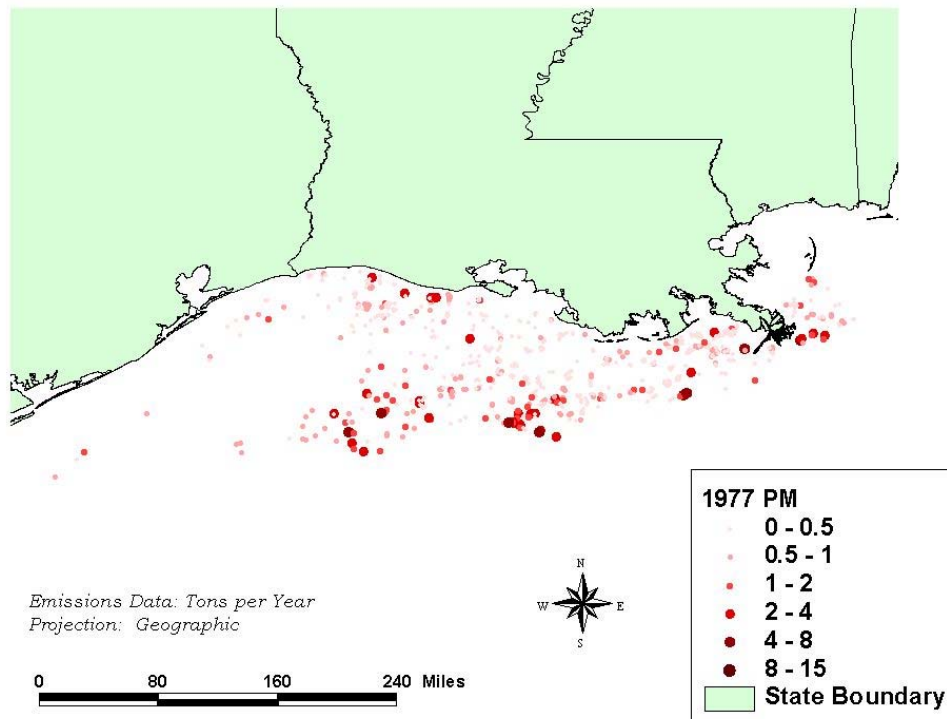 1977 PM
0 - 0.5
0.5 - 1
1 - 2
2 - 4
4 - 8
8 - 15
State Boundary
N
W E
S
Emissions Data: Tons per Year
Projection: Geographic
0 80 160 240 Miles